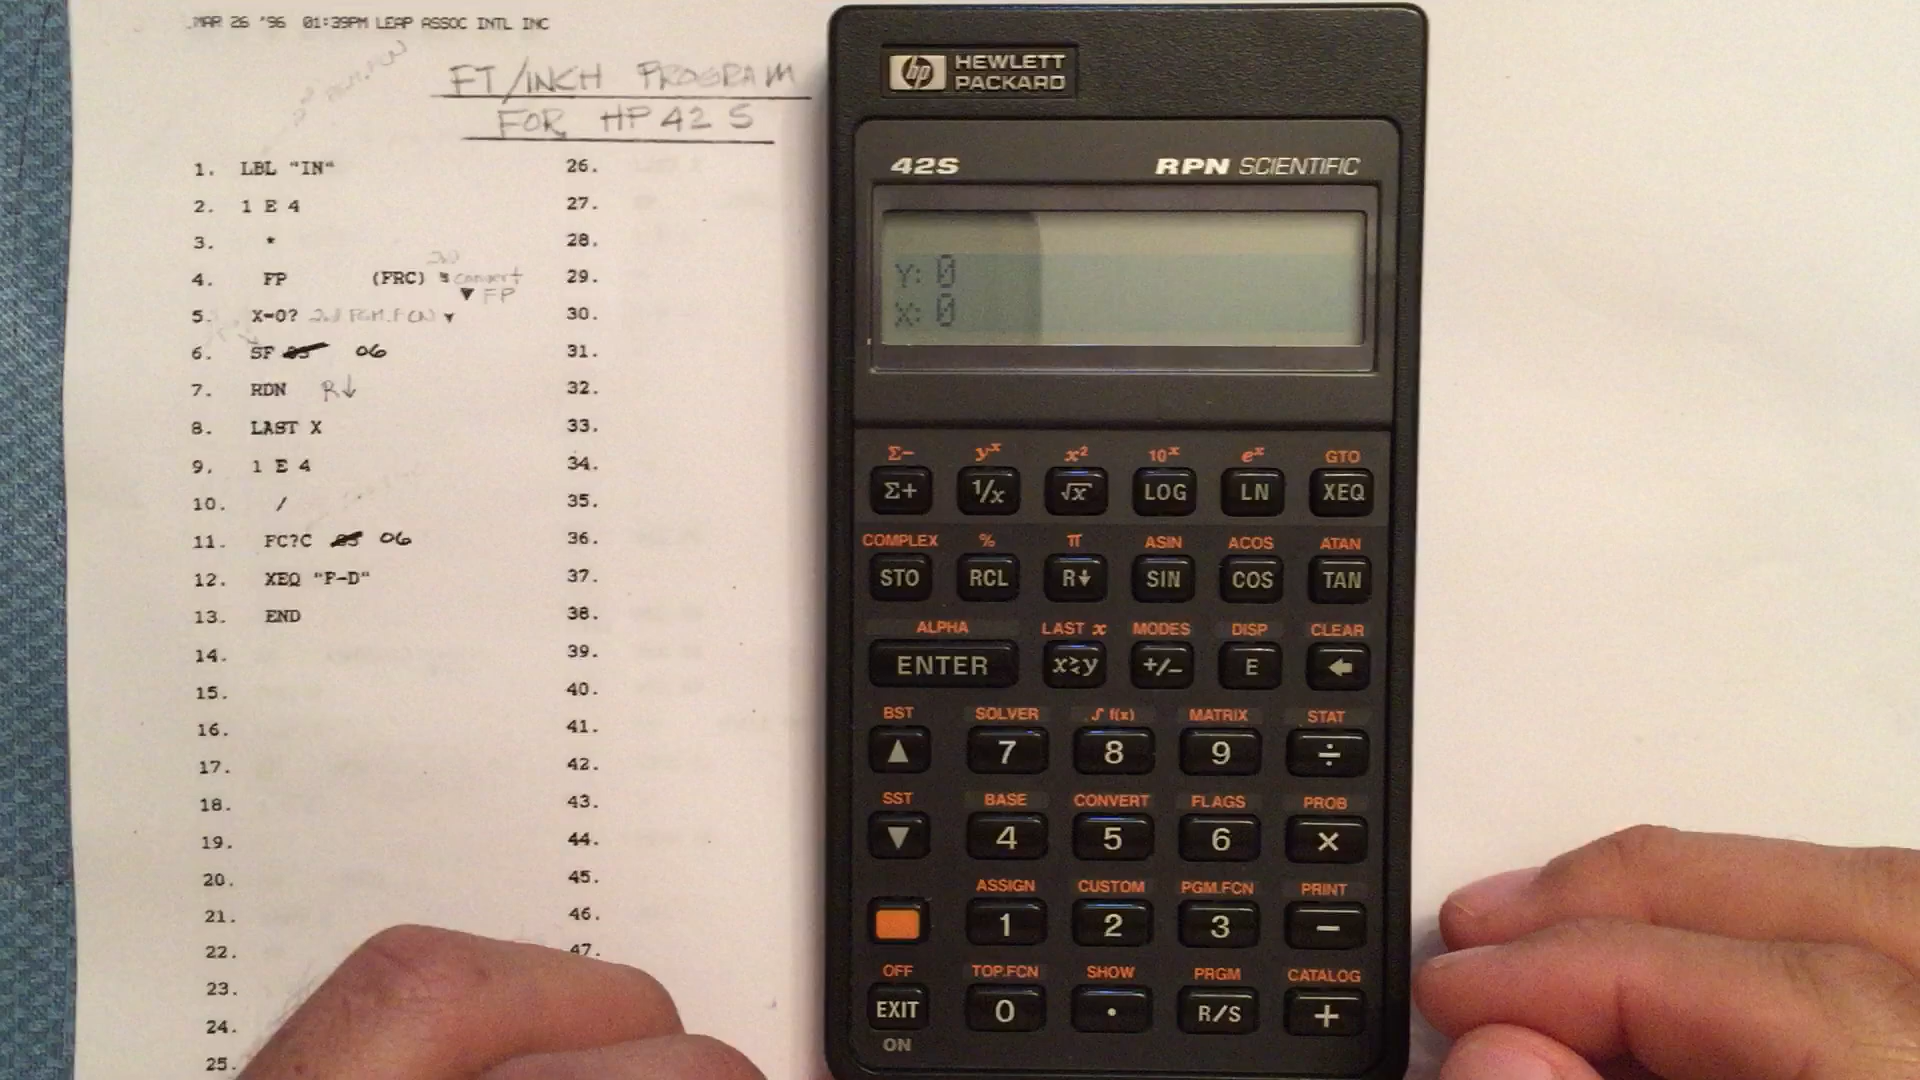 MAR 26 '96 01:39PM LEAP ASSOC INTL INC
FT/INCH PROGRAM
FOR HP 42 S
1. LBL "IN"
2. 1 E 4
3. *
4. FP (FRC) convert
▼ FP
5. X=0? 2nd PGM.FCN ▼
6. SF 06
7. RDN R↓
8. LAST X
9. 1 E 4
10. /
11. FC?C 06
12. XEQ "F-D"
13. END
14.
15.
16.
17.
18.
19.
20.
21.
22.
23.
24.
25.
26.
27.
28.
29.
30.
31.
32.
33.
34.
35.
36.
37.
38.
39.
40.
41.
42.
43.
44.
45.
46.
47.
hp HEWLETT
PACKARD
42S RPN SCIENTIFIC
Y: 0
X: 0
Σ- y^x x² 10^x e^x GTO
Σ+ 1/x √x LOG LN XEQ
COMPLEX % π ASIN ACOS ATAN
STO RCL R↓ SIN COS TAN
ALPHA LAST x MODES DISP CLEAR
ENTER x≷y +/- E ←
BST SOLVER ∫f(x) MATRIX STAT
▲ 7 8 9 ÷
SST BASE CONVERT FLAGS PROB
▼ 4 5 6 ×
ASSIGN CUSTOM PGM.FCN PRINT
1 2 3 −
OFF TOP.FCN SHOW PRGM CATALOG
EXIT 0 · R/S +
ON